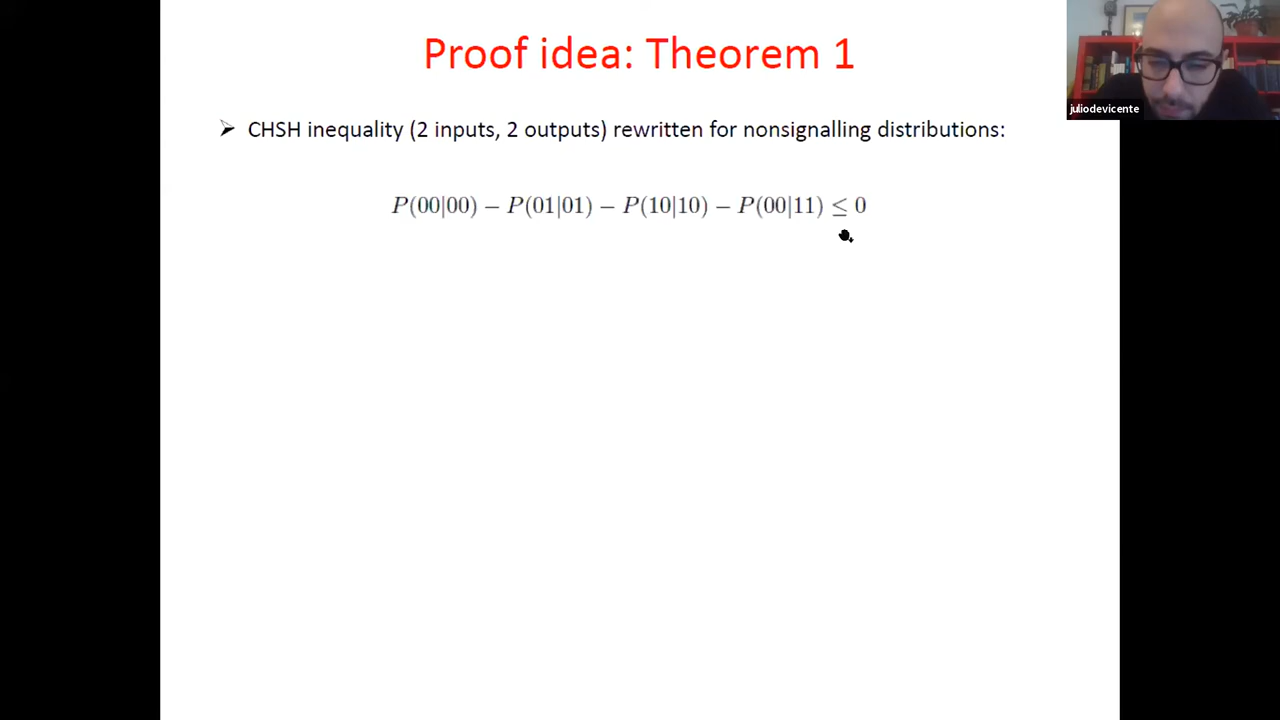 Proof idea: Theorem 1
juliodevicente
➢ CHSH inequality (2 inputs, 2 outputs) rewritten for nonsignalling distributions:
P(00|00) − P(01|01) − P(10|10) − P(00|11) ≤ 0